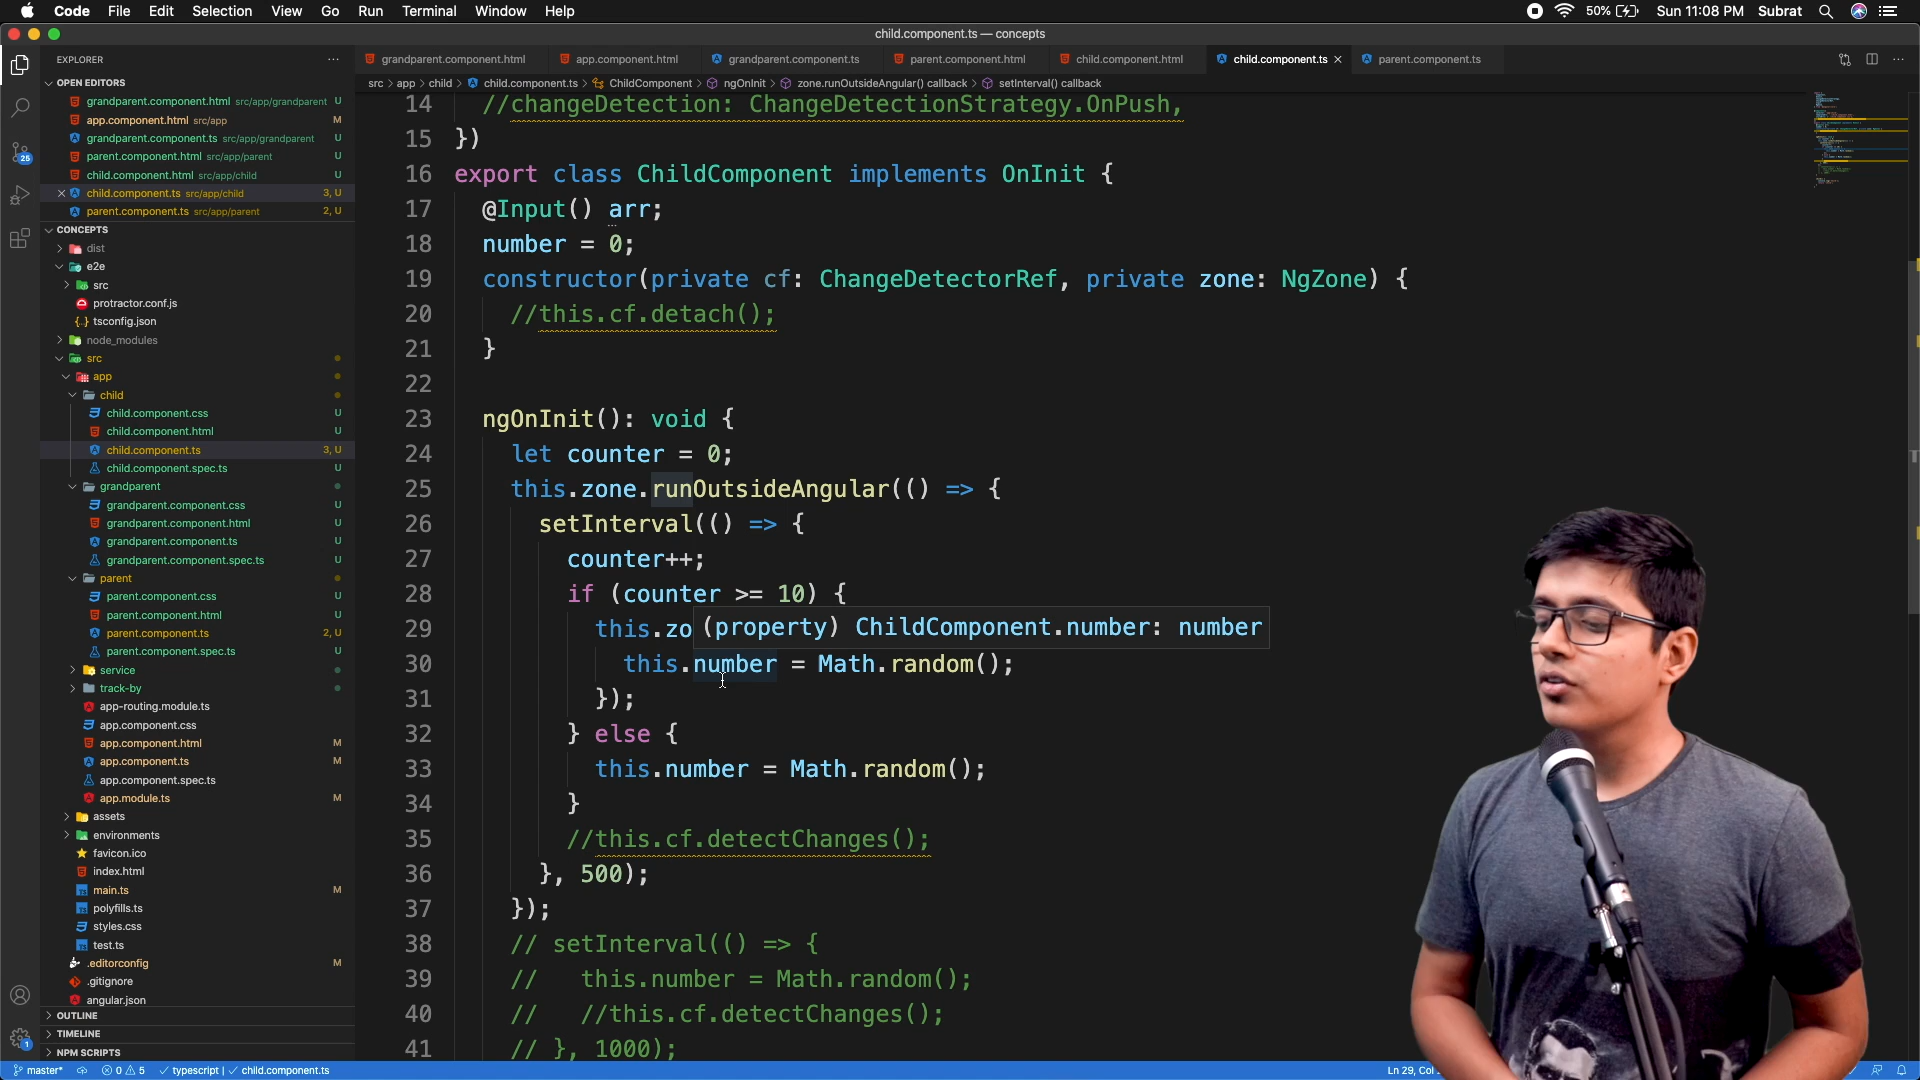 Code File Edit Selection View Go Run Terminal Window Help
50% Sun 11:08 PM Subrat
child.component.ts — concepts
EXPLORER
grandparent.component.html
app.component.html
grandparent.component.ts
parent.component.html
child.component.html
child.component.ts
parent.component.ts
src > app > child > child.component.ts > ChildComponent > ngOnInit > zone.runOutsideAngular() callback > setInterval() callback
OPEN EDITORS
grandparent.component.html src/app/grandparent U
app.component.html src/app M
grandparent.component.ts src/app/grandparent U
parent.component.html src/app/parent U
child.component.html src/app/child U
child.component.ts src/app/child 3, U
parent.component.ts src/app/parent 2, U
CONCEPTS
dist
e2e
src
protractor.conf.js
tsconfig.json
node_modules
src
app
child
child.component.css U
child.component.html U
child.component.ts 3, U
child.component.spec.ts U
grandparent
grandparent.component.css U
grandparent.component.html U
grandparent.component.ts U
grandparent.component.spec.ts U
parent
parent.component.css U
parent.component.html U
parent.component.ts 2, U
parent.component.spec.ts U
service
track-by
app-routing.module.ts
app.component.css
app.component.html M
app.component.ts M
app.component.spec.ts
app.module.ts M
assets
environments
favicon.ico
index.html
main.ts M
polyfills.ts
styles.css
test.ts
.editorconfig M
.gitignore
angular.json
OUTLINE
TIMELINE
NPM SCRIPTS
25
1
14 //changeDetection: ChangeDetectionStrategy.OnPush,
15 })
16 export class ChildComponent implements OnInit {
17 @Input() arr;
18 number = 0;
19 constructor(private cf: ChangeDetectorRef, private zone: NgZone) {
20 //this.cf.detach();
21 }
22
23 ngOnInit(): void {
24 let counter = 0;
25 this.zone.runOutsideAngular(() => {
26 setInterval(() => {
27 counter++;
28 if (counter >= 10) {
29 this.zo
(property) ChildComponent.number: number
30 this.number = Math.random();
31 });
32 } else {
33 this.number = Math.random();
34 }
35 //this.cf.detectChanges();
36 }, 500);
37 });
38 // setInterval(() => {
39 // this.number = Math.random();
40 // //this.cf.detectChanges();
41 // }, 1000);
master* 0 5 typescript | child.component.ts
Ln 29, Col